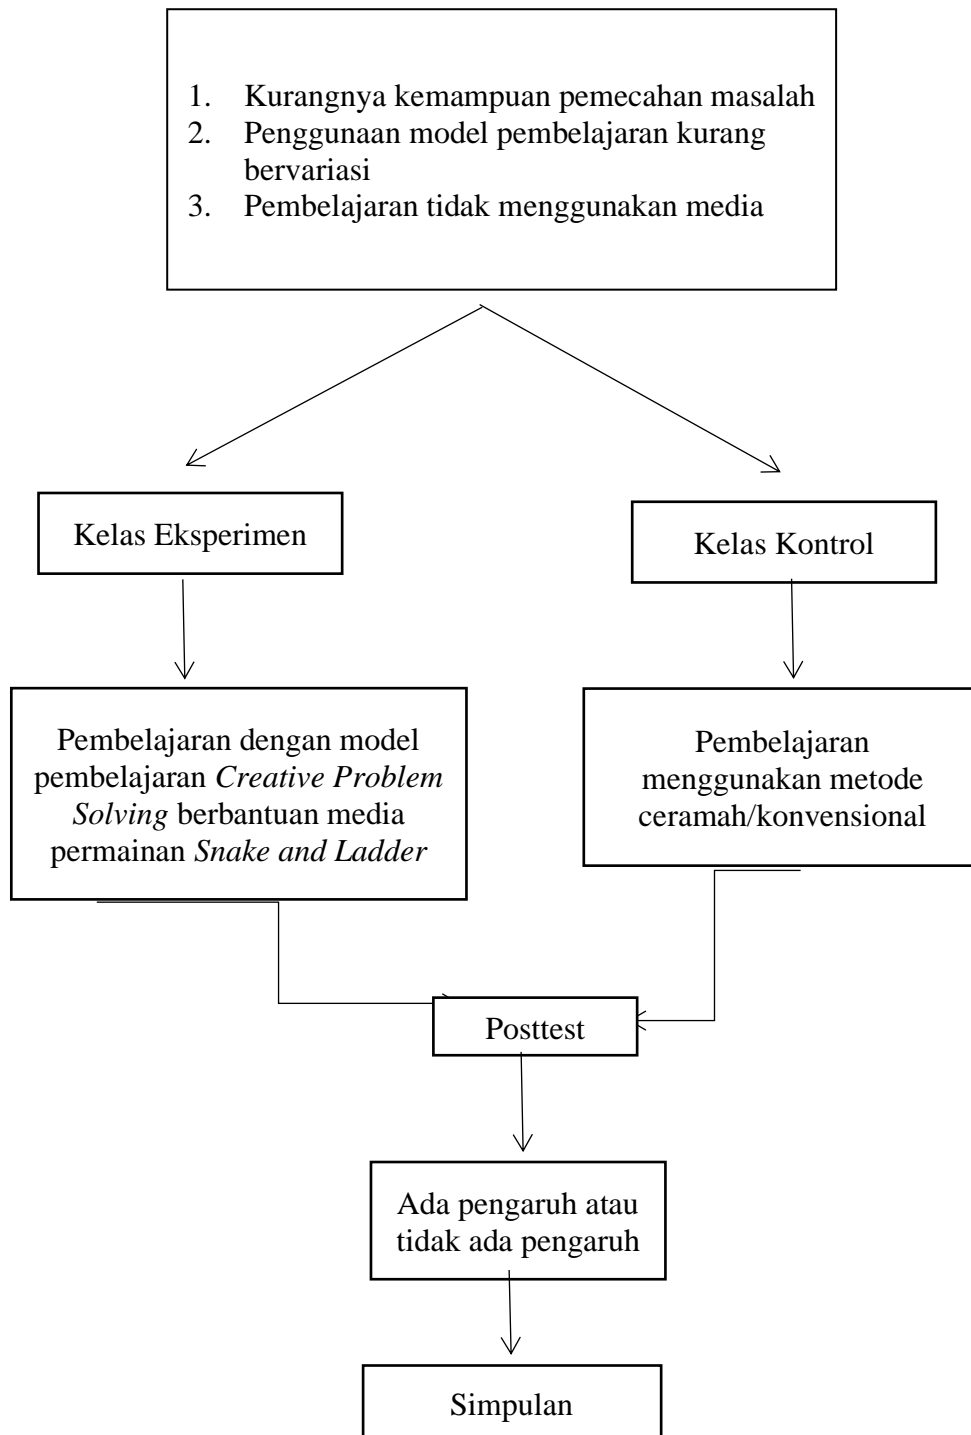 1. Kurangnya kemampuan pemecahan masalah
2. Penggunaan model pembelajaran kurang
bervariasi
3. Pembelajaran tidak menggunakan media
Kelas Eksperimen
Kelas Kontrol
Pembelajaran dengan model
pembelajaran Creative Problem
Solving berbantuan media
permainan Snake and Ladder
Pembelajaran
menggunakan metode
ceramah/konvensional
Posttest
Ada pengaruh atau
tidak ada pengaruh
Simpulan